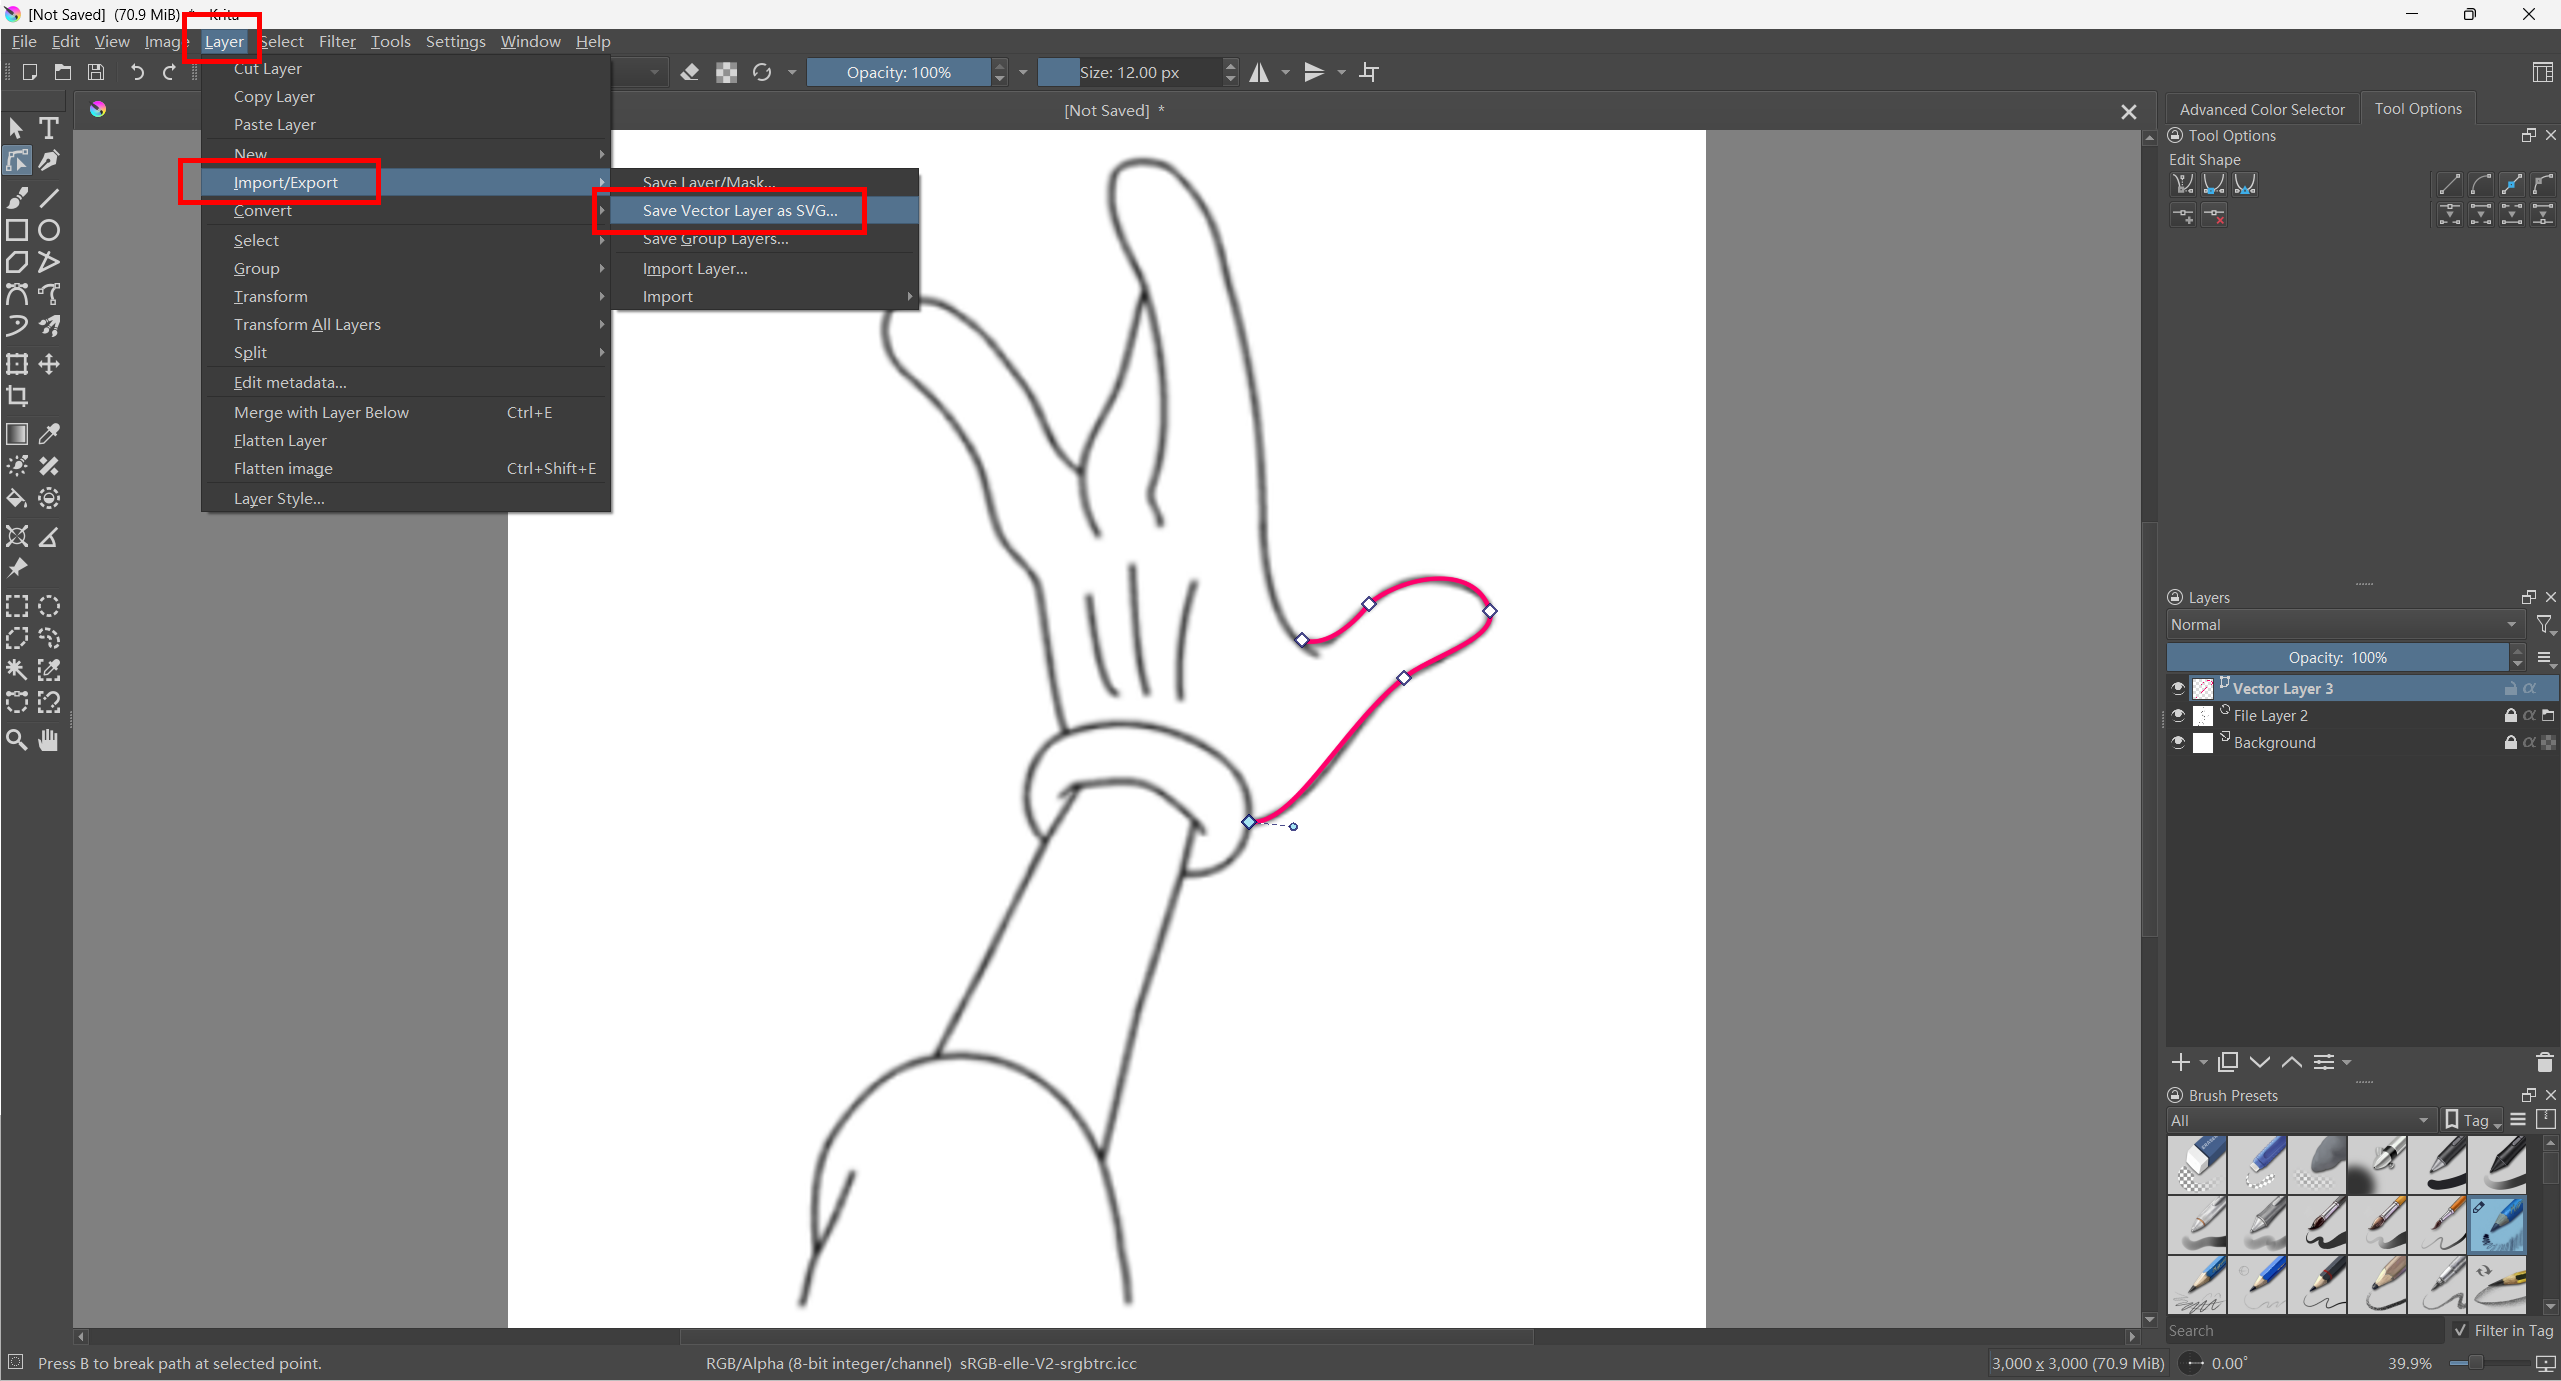 [Not Saved] (70.9 MiB) * - Krita
File Edit View Image Layer Select Filter Tools Settings Window Help
Opacity: 100%
Size: 12.00 px
[Not Saved] *
Cut Layer
Copy Layer
Paste Layer
New
Import/Export
Convert
Select
Group
Transform
Transform All Layers
Split
Edit metadata...
Merge with Layer Below Ctrl+E
Flatten Layer
Flatten image Ctrl+Shift+E
Layer Style...
Save Layer/Mask...
Save Vector Layer as SVG...
Save Group Layers...
Import Layer...
Import
Advanced Color Selector
Tool Options
Tool Options
Edit Shape
Layers
Normal
Opacity: 100%
Vector Layer 3
File Layer 2
Background
Brush Presets
All
Tag
Search
Filter in Tag
Press B to break path at selected point.
RGB/Alpha (8-bit integer/channel) sRGB-elle-V2-srgbtrc.icc
3,000 x 3,000 (70.9 MiB)
0.00°
39.9%